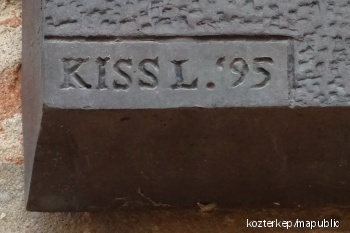 KISS L. '95
kozterkep/mapublic